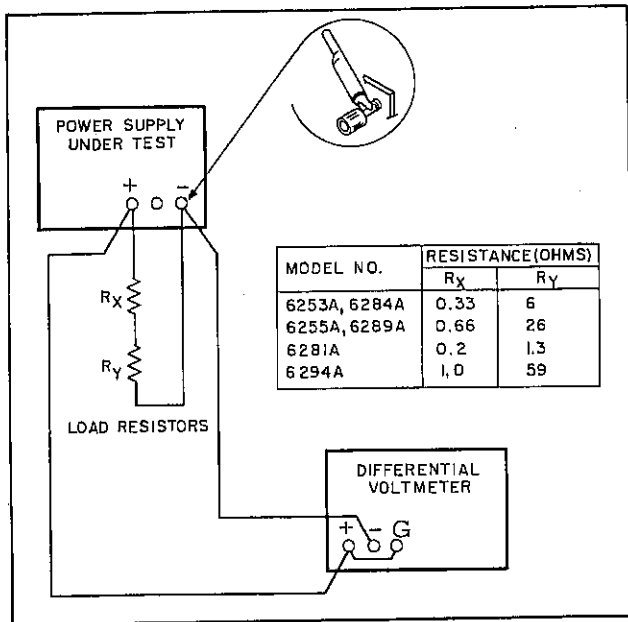 POWER SUPPLY
UNDER TEST
+ -
RX
RY
LOAD RESISTORS
MODEL NO. RESISTANCE(OHMS)
RX RY
6253A, 6284A 0.33 6
6255A, 6289A 0.66 26
6281A 0.2 1.3
6294A 1.0 59
DIFFERENTIAL
VOLTMETER
+ - G